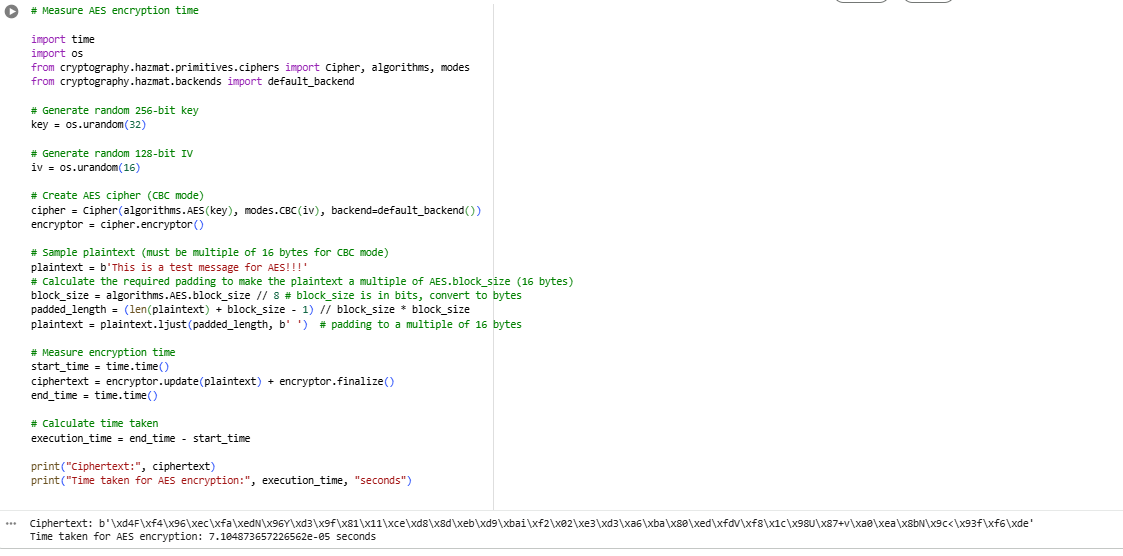 # Measure AES encryption time
import time
import os
from cryptography.hazmat.primitives.ciphers import Cipher, algorithms, modes
from cryptography.hazmat.backends import default_backend
# Generate random 256-bit key
key = os.urandom(32)
# Generate random 128-bit IV
iv = os.urandom(16)
# Create AES cipher (CBC mode)
cipher = Cipher(algorithms.AES(key), modes.CBC(iv), backend=default_backend())
encryptor = cipher.encryptor()
# Sample plaintext (must be multiple of 16 bytes for CBC mode)
plaintext = b'This is a test message for AES!!!'
# Calculate the required padding to make the plaintext a multiple of AES.block_size (16 bytes)
block_size = algorithms.AES.block_size // 8 # block_size is in bits, convert to bytes
padded_length = (len(plaintext) + block_size - 1) // block_size * block_size
plaintext = plaintext.ljust(padded_length, b' ')  # padding to a multiple of 16 bytes
# Measure encryption time
start_time = time.time()
ciphertext = encryptor.update(plaintext) + encryptor.finalize()
end_time = time.time()
# Calculate time taken
execution_time = end_time - start_time
print("Ciphertext:", ciphertext)
print("Time taken for AES encryption:", execution_time, "seconds")
Ciphertext: b'\xd4F\xf4\x96\xec\xfa\xedN\x96Y\xd3\x9f\x81\x11\xce\xd8\x8d\xeb\xd9\xbai\xf2\x02\xe3\xd3\xa6\xba\x80\xed\xfdV\xf8\x1c\x98U\x87+v\xa0\xea\x8bN\x9c<\x93f\xf6\xde'
Time taken for AES encryption: 7.104873657226562e-05 seconds